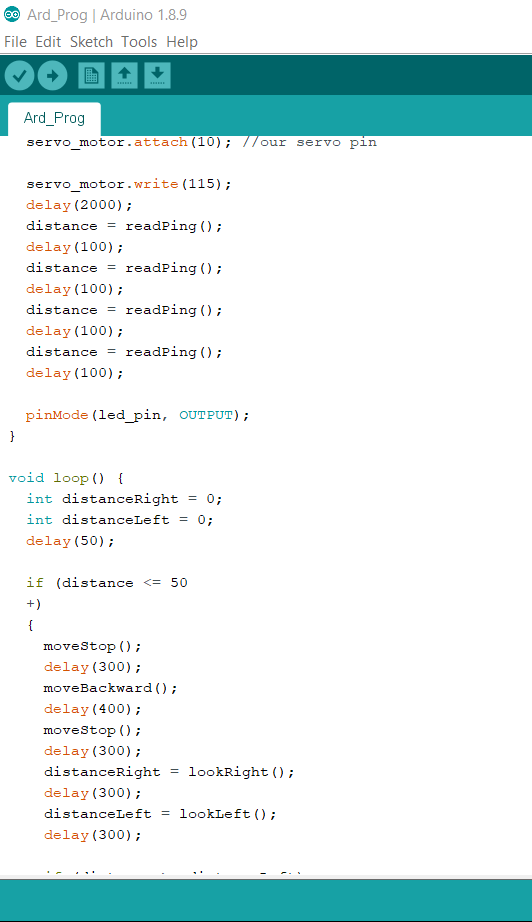 Ard_Prog | Arduino 1.8.9
File Edit Sketch Tools Help
Ard_Prog
servo_motor.attach(10); //our servo pin
servo_motor.write(115);
delay(2000);
distance = readPing();
delay(100);
distance = readPing();
delay(100);
distance = readPing();
delay(100);
distance = readPing();
delay(100);
pinMode(led_pin, OUTPUT);
}
void loop() {
int distanceRight = 0;
int distanceLeft = 0;
delay(50);
if (distance <= 50
+)
{
moveStop();
delay(300);
moveBackward();
delay(400);
moveStop();
delay(300);
distanceRight = lookRight();
delay(300);
distanceLeft = lookLeft();
delay(300);